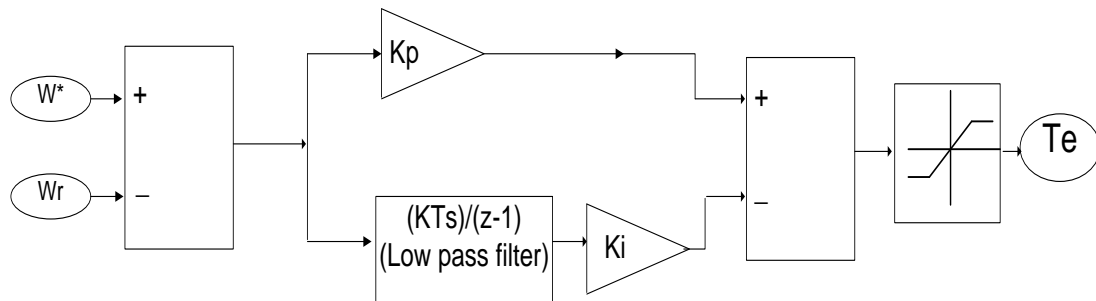 Kp
W*
+
+
Te
Wr
–
–
(KTs)/(z-1)
(Low pass filter)
Ki